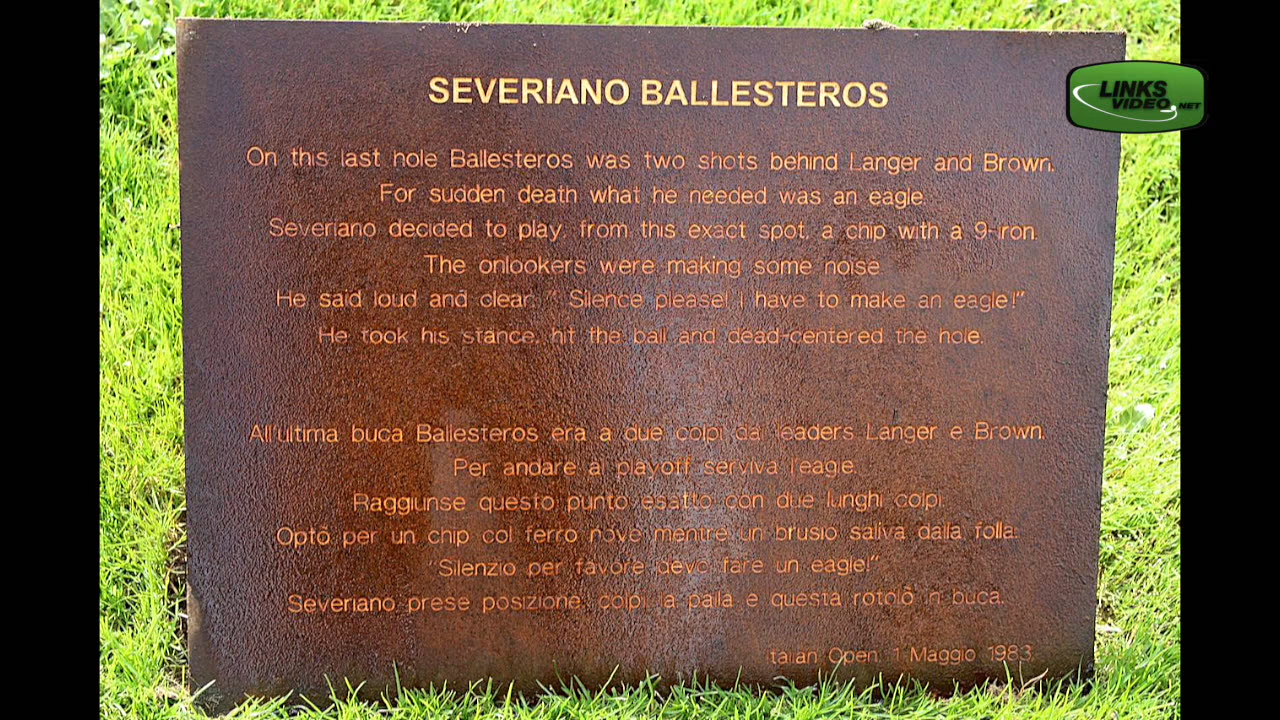 LINKS
VIDEO.NET
SEVERIANO BALLESTEROS
On this last hole Ballesteros was two shots behind Langer and Brown.
For sudden death what he needed was an eagle.
Severiano decided to play, from this exact spot, a chip with a 9-iron.
The onlookers were making some noise.
He said loud and clear: “ Silence please! I have to make an eagle!”
He took his stance, hit the ball and dead-centered the hole.
All'ultima buca Ballesteros era a due colpi dai leaders Langer e Brown.
Per andare ai playoff serviva l'eagle.
Raggiunse questo punto esatto con due lunghi colpi.
Optò per un chip col ferro nove mentre un brusio saliva dalla folla.
“Silenzio per favore devo fare un eagle!”
Severiano prese posizione, colpì la palla e questa rotolò in buca.
Italian Open, 1 Maggio 1983.